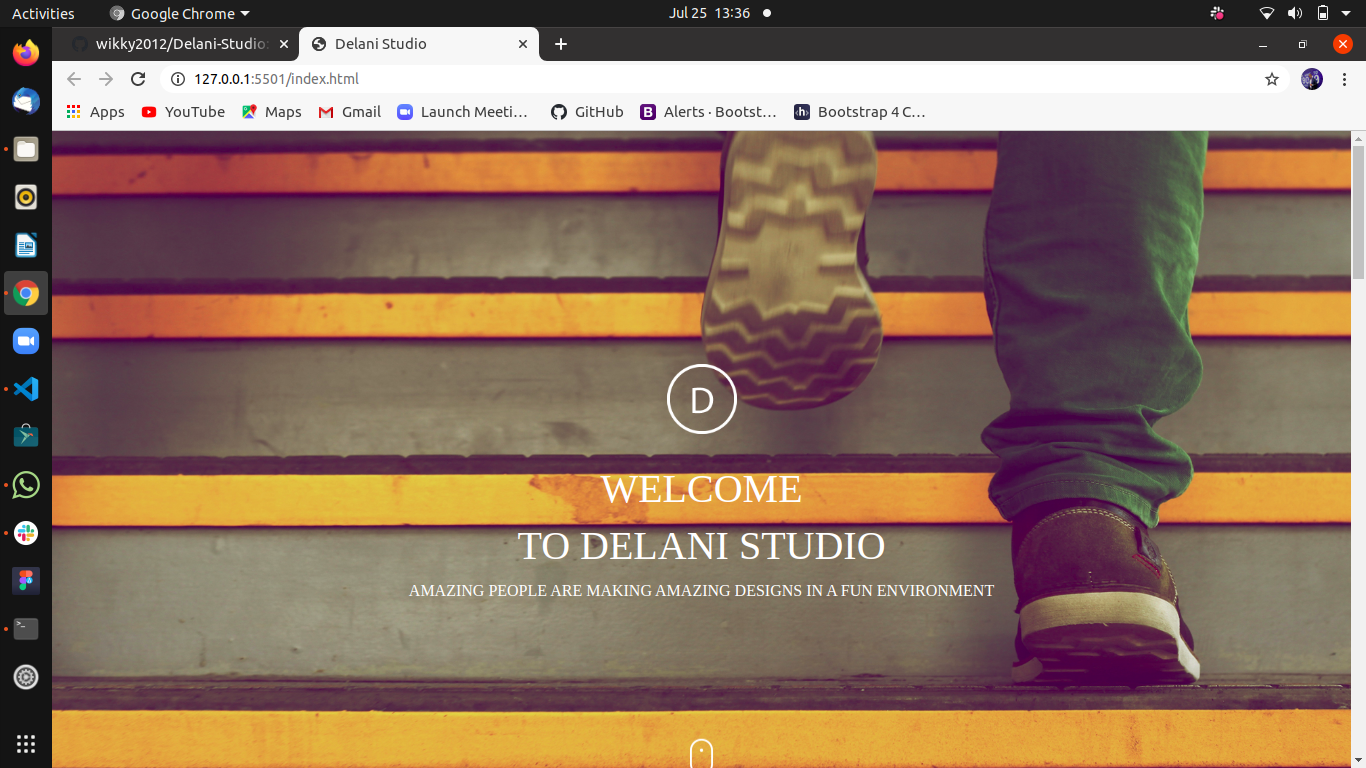 Activities
Google Chrome
Jul 25 13:36
wikky2012/Delani-Studio:
Delani Studio
127.0.0.1:5501/index.html
Apps
YouTube
Maps
Gmail
Launch Meeti…
GitHub
Alerts · Bootst…
Bootstrap 4 C…
D
WELCOME
TO DELANI STUDIO
AMAZING PEOPLE ARE MAKING AMAZING DESIGNS IN A FUN ENVIRONMENT